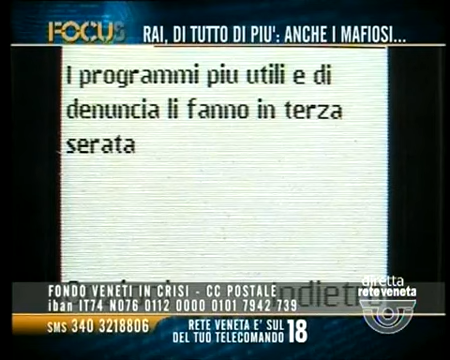 FOCUS
RAI, DI TUTTO DI PIU': ANCHE I MAFIOSI...
I programmi piu utili e di
denuncia li fanno in terza
serata
FONDO VENETI IN CRISI - CC POSTALE
iban IT74 N076 0112 0000 0101 7942 739
diretta
reteveneta
SMS 340 3218806
RETE VENETA E' SUL
DEL TUO TELECOMANDO 18